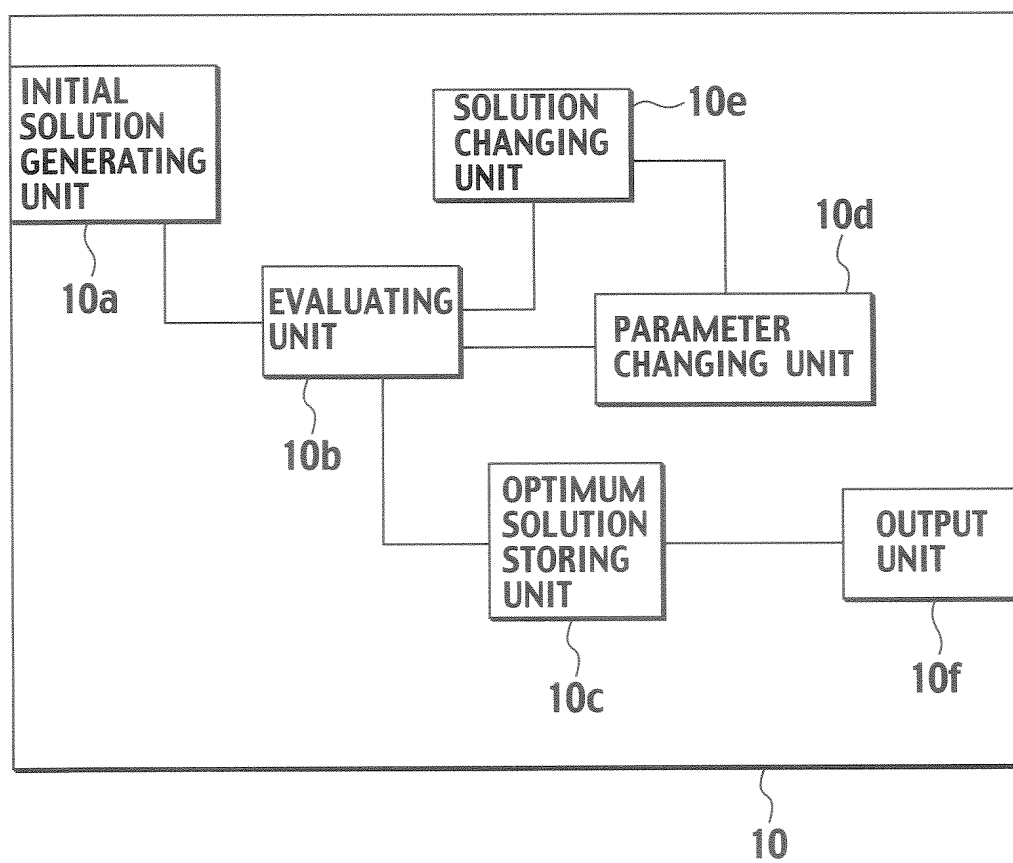 INITIAL
SOLUTION
GENERATING
UNIT
10a
SOLUTION
CHANGING
UNIT
10e
10d
EVALUATING
UNIT
10b
PARAMETER
CHANGING UNIT
OPTIMUM
SOLUTION
STORING
UNIT
10c
OUTPUT
UNIT
10f
10